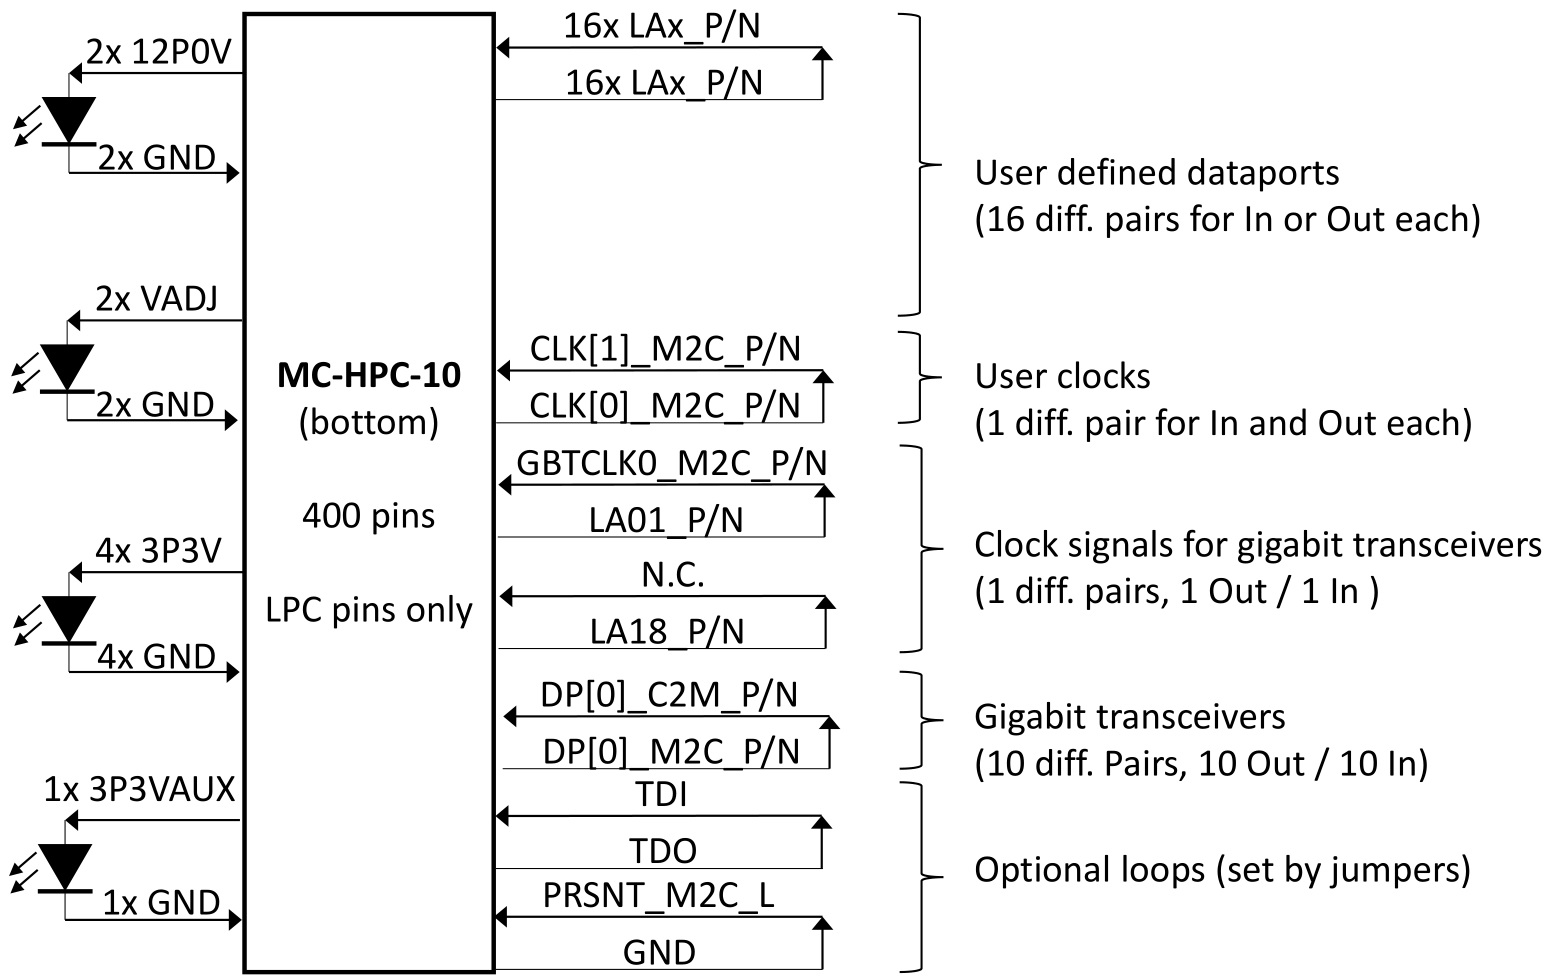 2x 12P0V
2x GND
2x VADJ
2x GND
4x 3P3V
4x GND
1x 3P3VAUX
1x GND
MC-HPC-10
(bottom)
400 pins
LPC pins only
16x LAx_P/N
16x LAx_P/N
CLK[1]_M2C_P/N
CLK[0]_M2C_P/N
GBTCLK0_M2C_P/N
LA01_P/N
N.C.
LA18_P/N
DP[0]_C2M_P/N
DP[0]_M2C_P/N
TDI
TDO
PRSNT_M2C_L
GND
User defined dataports
(16 diff. pairs for In or Out each)
User clocks
(1 diff. pair for In and Out each)
Clock signals for gigabit transceivers
(1 diff. pairs, 1 Out / 1 In )
Gigabit transceivers
(10 diff. Pairs, 10 Out / 10 In)
Optional loops (set by jumpers)